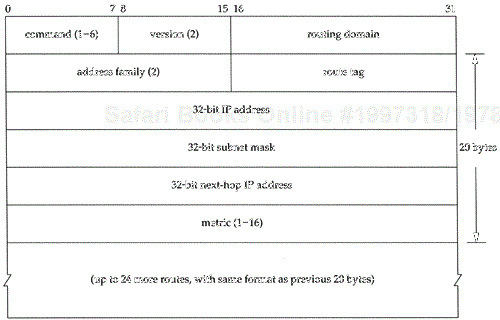 0 7 8 15 16 31
command (1-6) version (2) routing domain
address family (2) route tag
32-bit IP address
Safari Books Online #1997318/1978
32-bit subnet mask
20 bytes
32-bit next-hop IP address
metric (1-16)
(up to 24 more routes, with same format as previous 20 bytes)